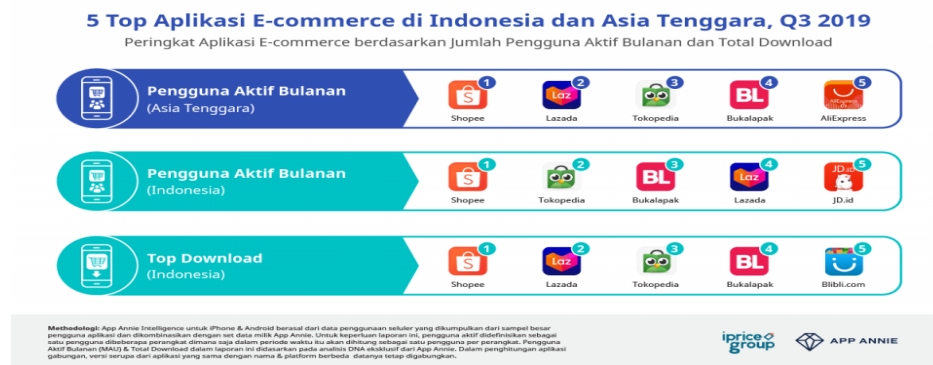 5 Top Aplikasi E-commerce di Indonesia dan Asia Tenggara, Q3 2019
Peringkat Aplikasi E-commerce berdasarkan Jumlah Pengguna Aktif Bulanan dan Total Download
Pengguna Aktif Bulanan
(Asia Tenggara)
1 2 3 4 5
S Laz BL AliExpress
Shopee Lazada Tokopedia Bukalapak AliExpress
Pengguna Aktif Bulanan
(Indonesia)
1 2 3 4 5
S BL Laz JD.ID
Shopee Tokopedia Bukalapak Lazada JD.id
Top Download
(Indonesia)
1 2 3 4 5
S Laz BL
Shopee Lazada Tokopedia Bukalapak Blibli.com
Methodologi: App Annie Intelligence untuk iPhone & Android berasal dari data penggunaan seluler yang dikumpulkan dari sampel besar
pengguna aplikasi dan dikombinasikan dengan set data milik App Annie. Untuk keperluan laporan ini, pengguna aktif didefinisikan sebagai
satu pengguna dibeberapa perangkat dimana saja dalam periode waktu itu akan dihitung sebagai satu pengguna per perangkat. Pengguna
Aktif Bulanan (MAU) & Total Download dalam laporan ini didasarkan pada analisis DNA eksklusif dari App Annie. Dalam penghitungan aplikasi
gabungan, versi serupa dari aplikasi yang sama dengan nama & platform berbeda datanya tetap digabungkan.
iprice group
APP ANNIE